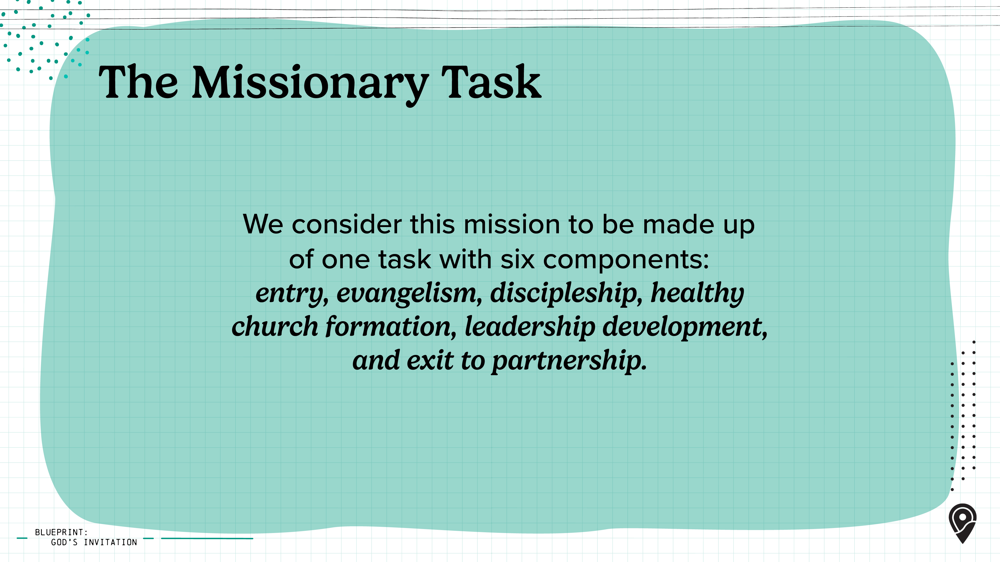 The Missionary Task
We consider this mission to be made up
of one task with six components:
entry, evangelism, discipleship, healthy
church formation, leadership development,
and exit to partnership.
BLUEPRINT:
GOD'S INVITATION